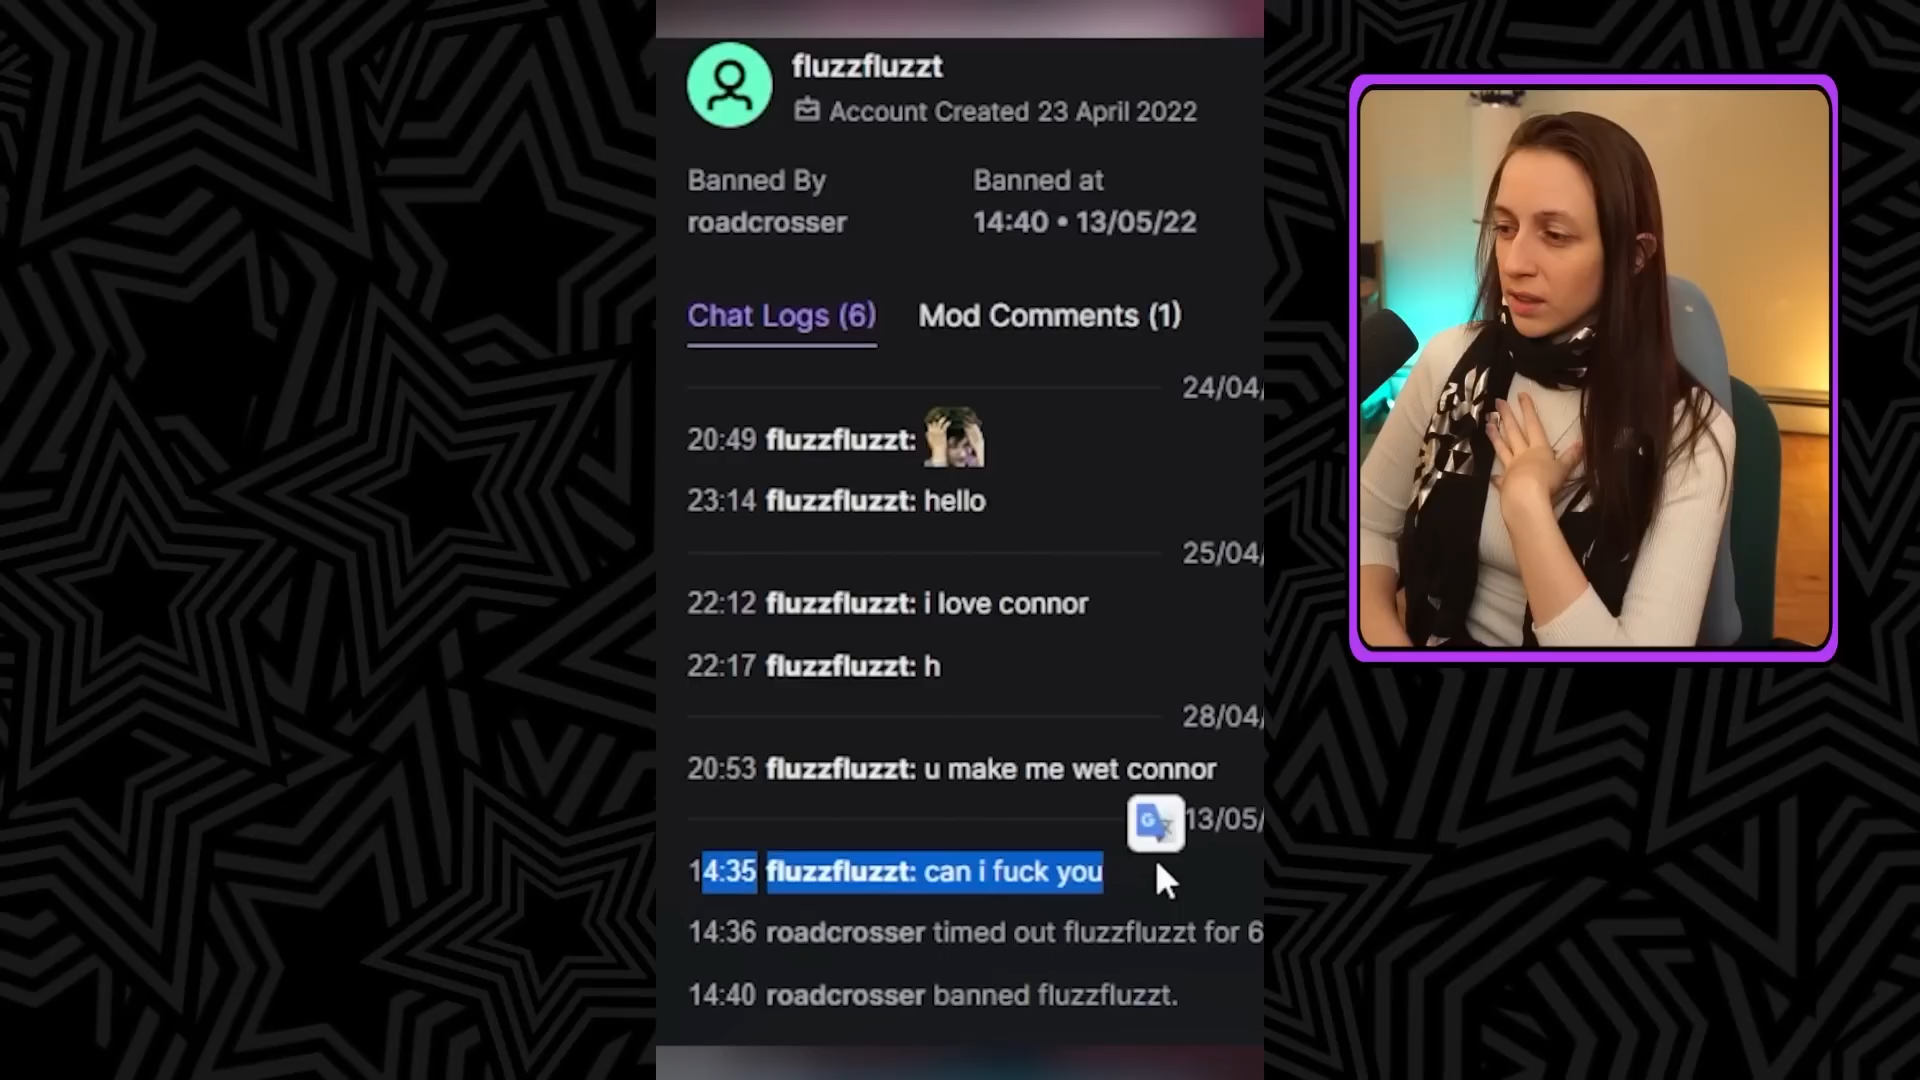 fluzzfluzzt
Account Created 23 April 2022
Banned By
Banned at
roadcrosser
14:40 • 13/05/22
Chat Logs (6)
Mod Comments (1)
24/04/
20:49 fluzzfluzzt:
23:14 fluzzfluzzt: hello
25/04/
22:12 fluzzfluzzt: i love connor
22:17 fluzzfluzzt: h
28/04/
20:53 fluzzfluzzt: u make me wet connor
G
13/05/
14:35 fluzzfluzzt: can i fuck you
14:36 roadcrosser timed out fluzzfluzzt for 6
14:40 roadcrosser banned fluzzfluzzt.